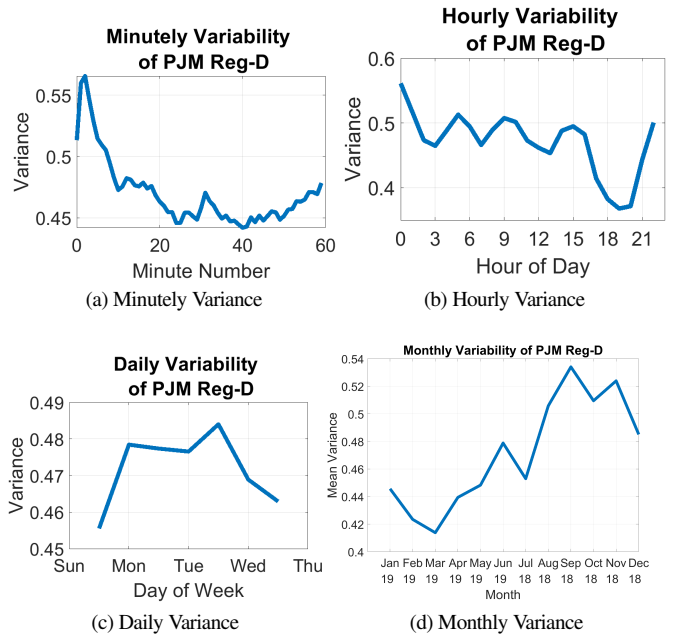 Minutely Variability
of PJM Reg-D
Variance
0.55
0.5
0.45
0 20 40 60
Minute Number
(a) Minutely Variance
Hourly Variability
of PJM Reg-D
Variance
0.6
0.5
0.4
0 3 6 9 12 15 18 21
Hour of Day
(b) Hourly Variance
Daily Variability
of PJM Reg-D
Variance
0.49
0.48
0.47
0.46
0.45
Sun Mon Tue Wed Thu
Day of Week
(c) Daily Variance
Monthly Variability of PJM Reg-D
Mean Variance
0.54
0.52
0.5
0.48
0.46
0.44
0.42
0.4
Jan Feb Mar Apr May Jun Jul Aug Sep Oct Nov Dec
19 19 19 19 19 19 19 18 18 18 18 18
Month
(d) Monthly Variance